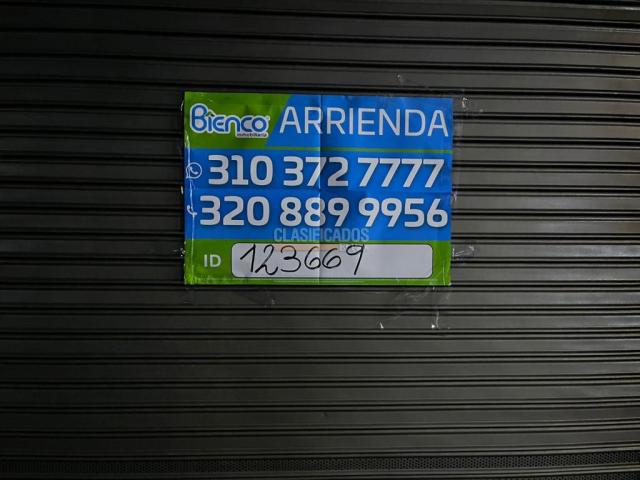 Bienco inmobiliaria ARRIENDA
310 372 7777
320 889 9956
CLASIFICADOS
ID 123669